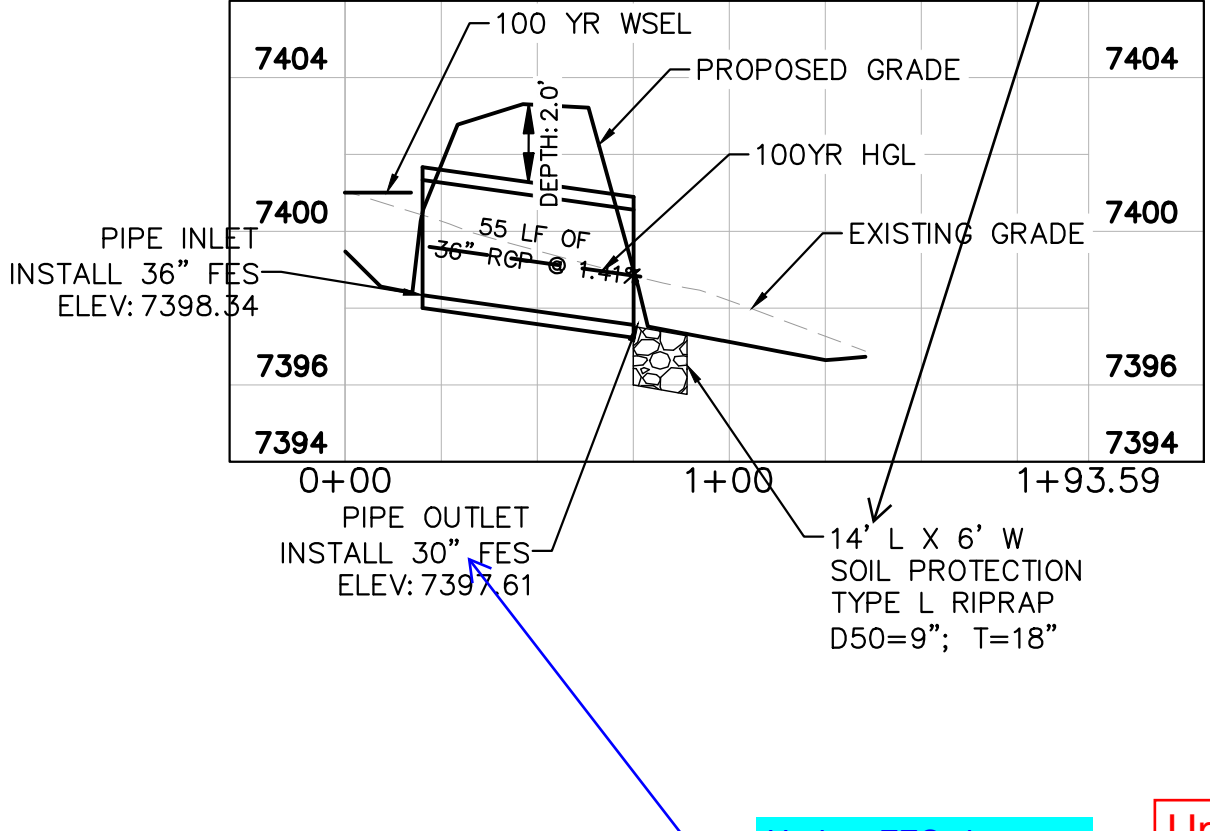 100 YR WSEL
7404
7404
PROPOSED GRADE
DEPTH: 2.0'
100YR HGL
7400
7400
55 LF OF
36" RCP @ 1.41%
EXISTING GRADE
PIPE INLET
INSTALL 36" FES
ELEV: 7398.34
7396
7396
7394
7394
0+00
1+00
1+93.59
PIPE OUTLET
INSTALL 30" FES
ELEV: 7397.61
14' L X 6' W
SOIL PROTECTION
TYPE L RIPRAP
D50=9"; T=18"